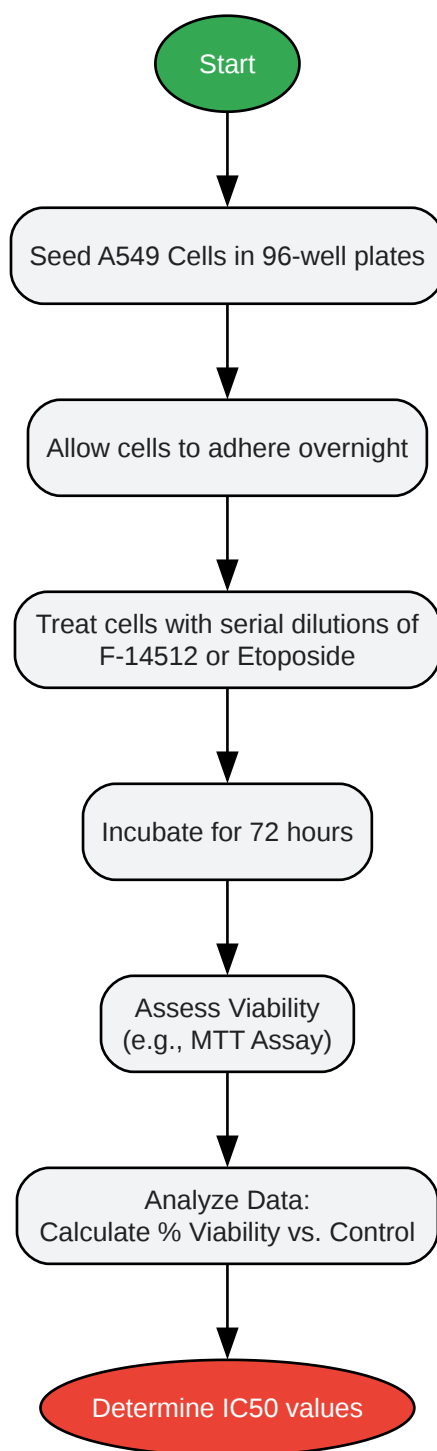 Start
Seed A549 Cells in 96-well plates
Allow cells to adhere overnight
Treat cells with serial dilutions of
F-14512 or Etoposide
Incubate for 72 hours
Assess Viability
(e.g., MTT Assay)
Analyze Data:
Calculate % Viability vs. Control
Determine IC50 values